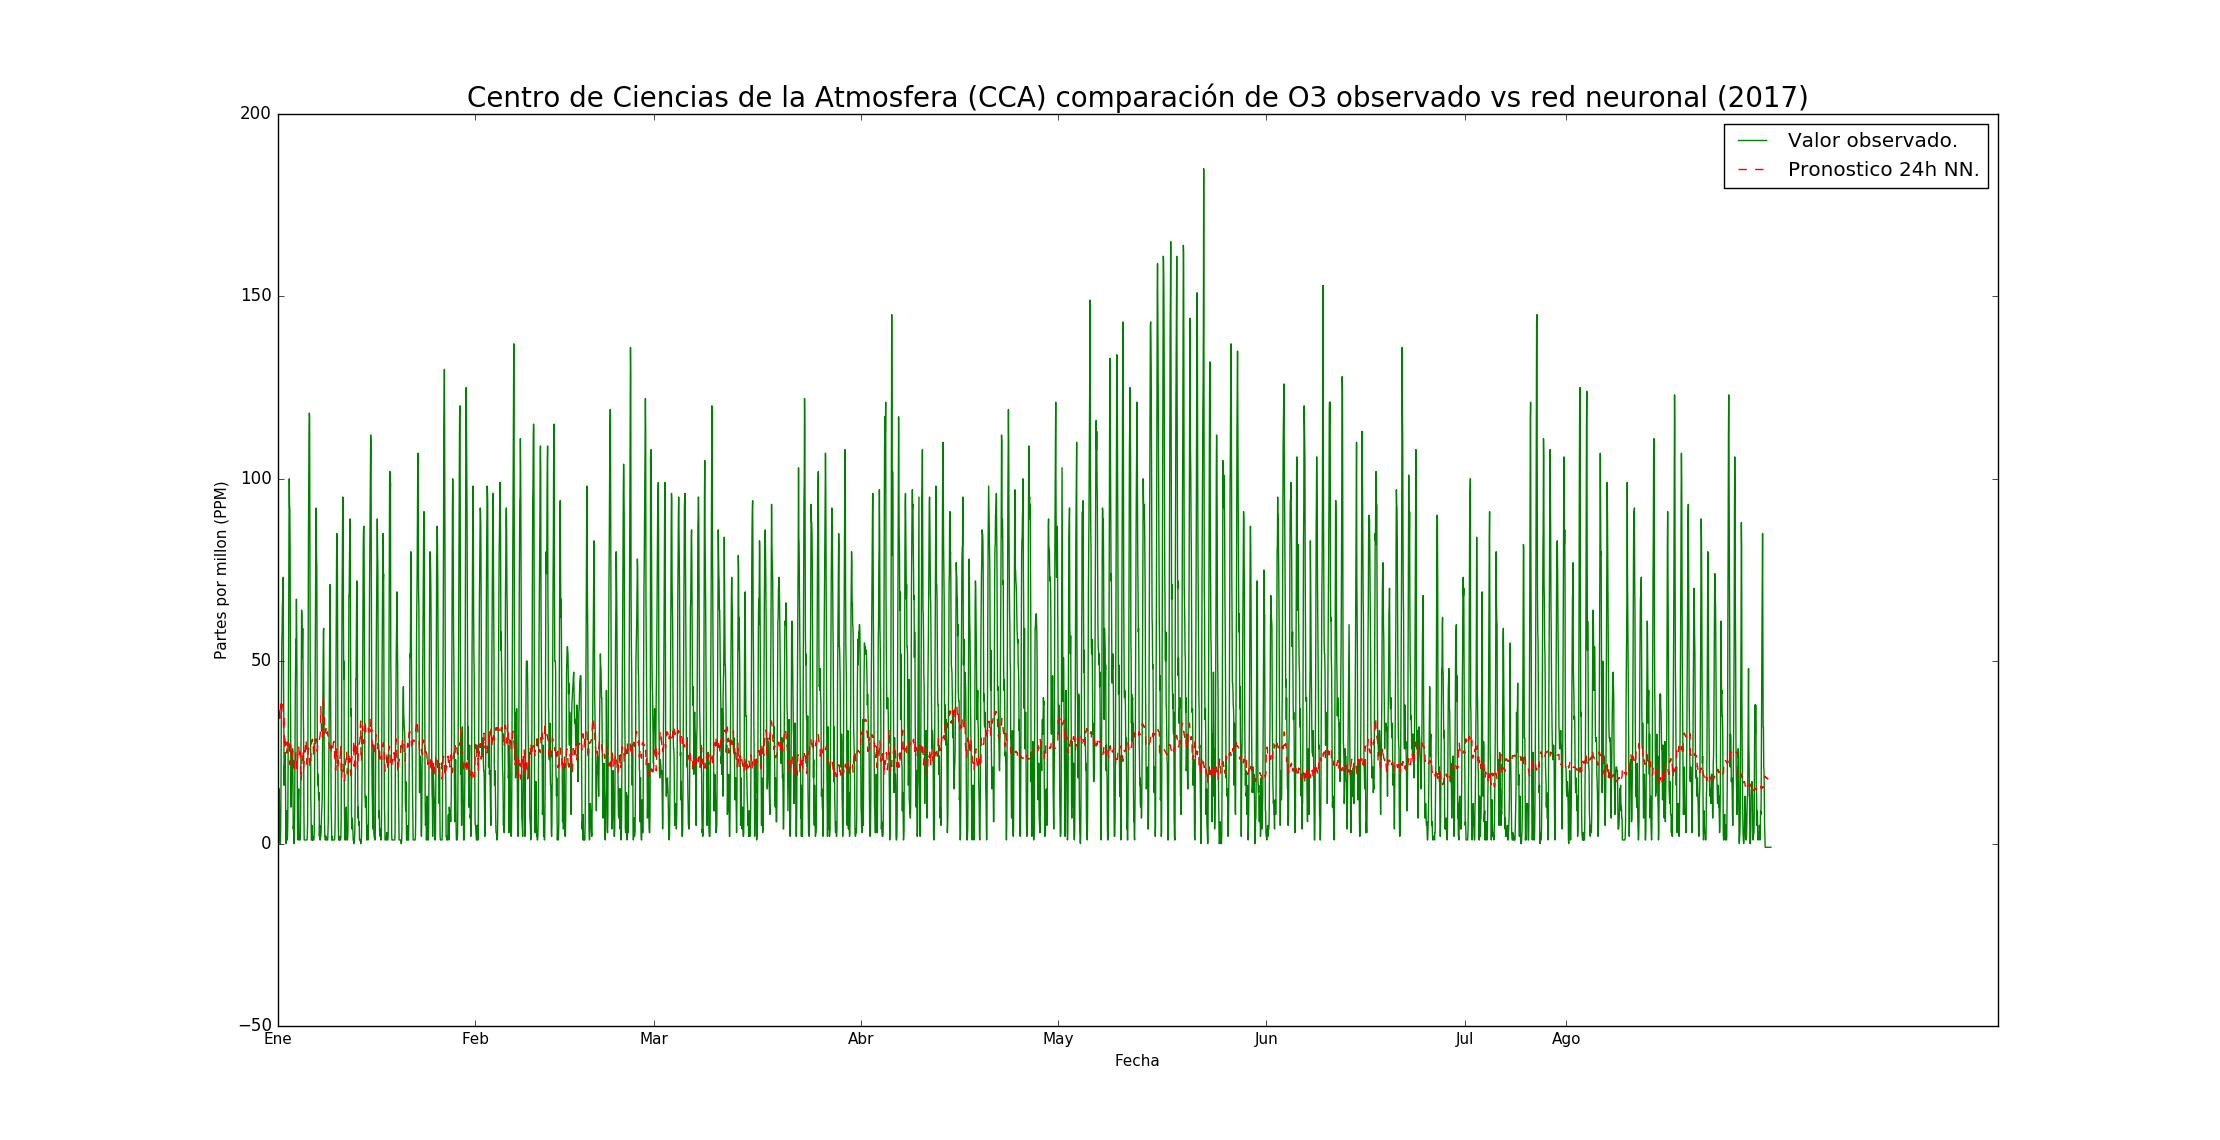 Centro de Ciencias de la Atmosfera (CCA) comparación de O3 observado vs red neuronal (2017)
200
Valor observado.
Pronostico 24h NN.
150
100
Partes por millon (PPM)
50
0
−50
Ene Feb Mar Abr May Jun Jul Ago
Fecha